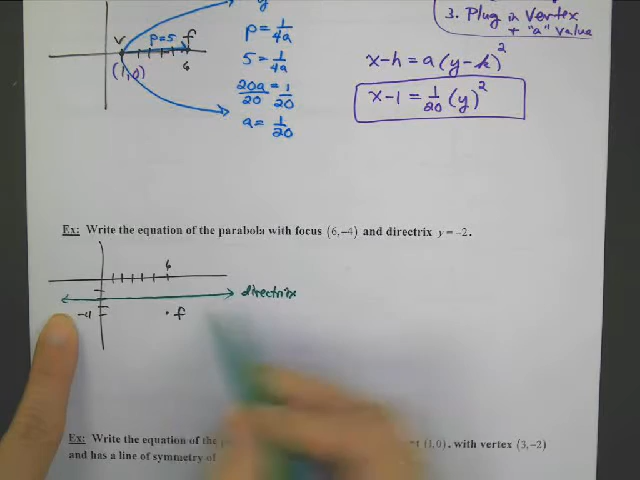 3. Plug in Vertex
+ "a" value
V
p=5
f
(1,0)
6
p = 1/4a
5 = 1/4a
20a/20 = 1/20
a = 1/20
x-h = a(y-k)²
x-1 = 1/20 (y)²
Ex: Write the equation of the parabola with focus (6,−4) and directrix y = −2.
6
directrix
-4
f
Ex: Write the equation of the
(1,0), with vertex (3,−2)
and has a line of symmetry of